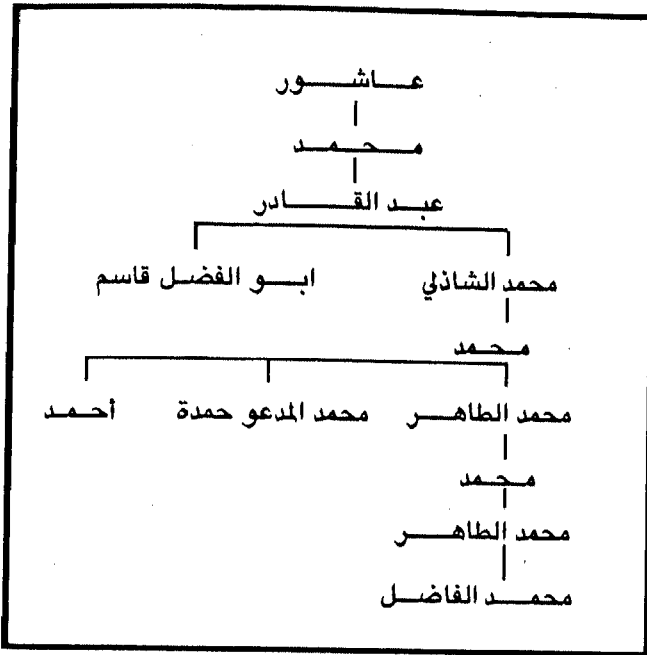 عاشور
محمد
عبد القادر
محمد الشاذلي ابو الفضل قاسم
محمد
محمد الطاهر محمد المدعو حمدة أحمد
محمد
محمد الطاهر
محمد الفاضل